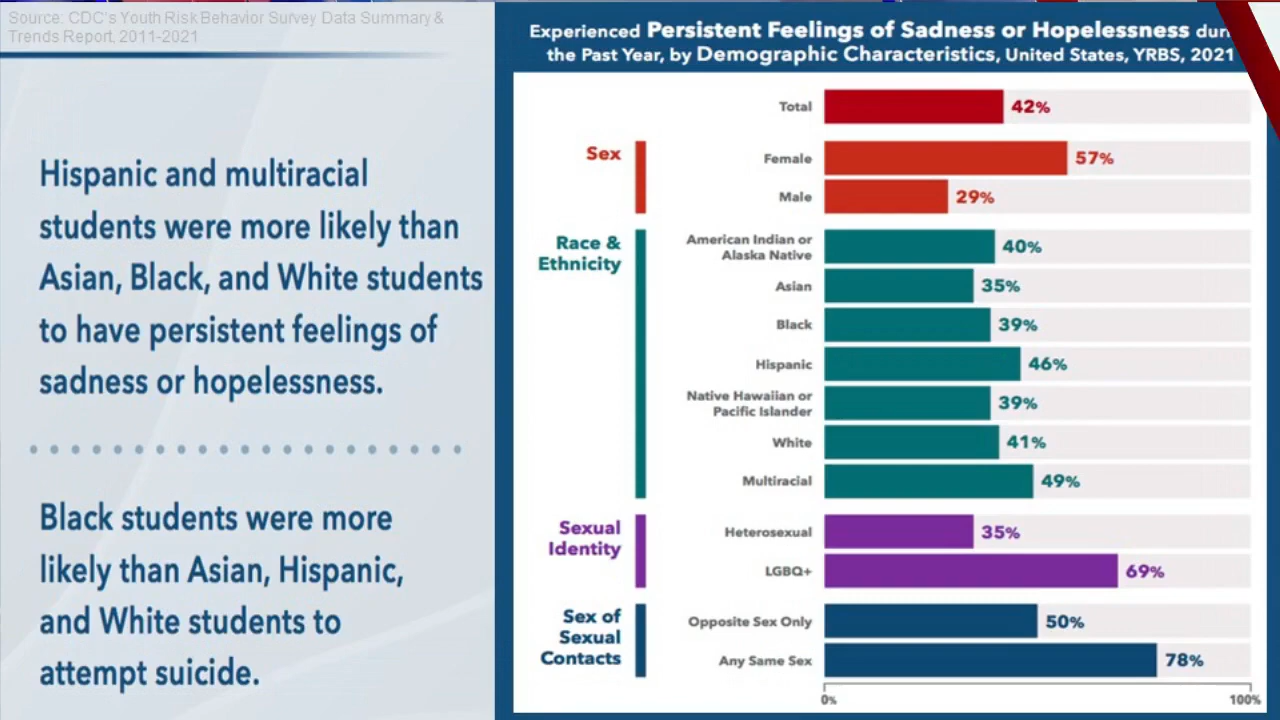 Source: CDC's Youth Risk Behavior Survey Data Summary &
Trends Report, 2011-2021
Hispanic and multiracial
students were more likely than
Asian, Black, and White students
to have persistent feelings of
sadness or hopelessness.
Black students were more
likely than Asian, Hispanic,
and White students to
attempt suicide.
Experienced Persistent Feelings of Sadness or Hopelessness
the Past Year, by Demographic Characteristics, United States, YRBS, 2021
Total 42%
Sex
Female 57%
Male 29%
Race &
Ethnicity
American Indian or
Alaska Native 40%
Asian 35%
Black 39%
Hispanic 46%
Native Hawaiian or
Pacific Islander 39%
White 41%
Multiracial 49%
Sexual
Identity
Heterosexual 35%
LGBQ+ 69%
Sex of
Sexual
Contacts
Opposite Sex Only 50%
Any Same Sex 78%
0% 100%